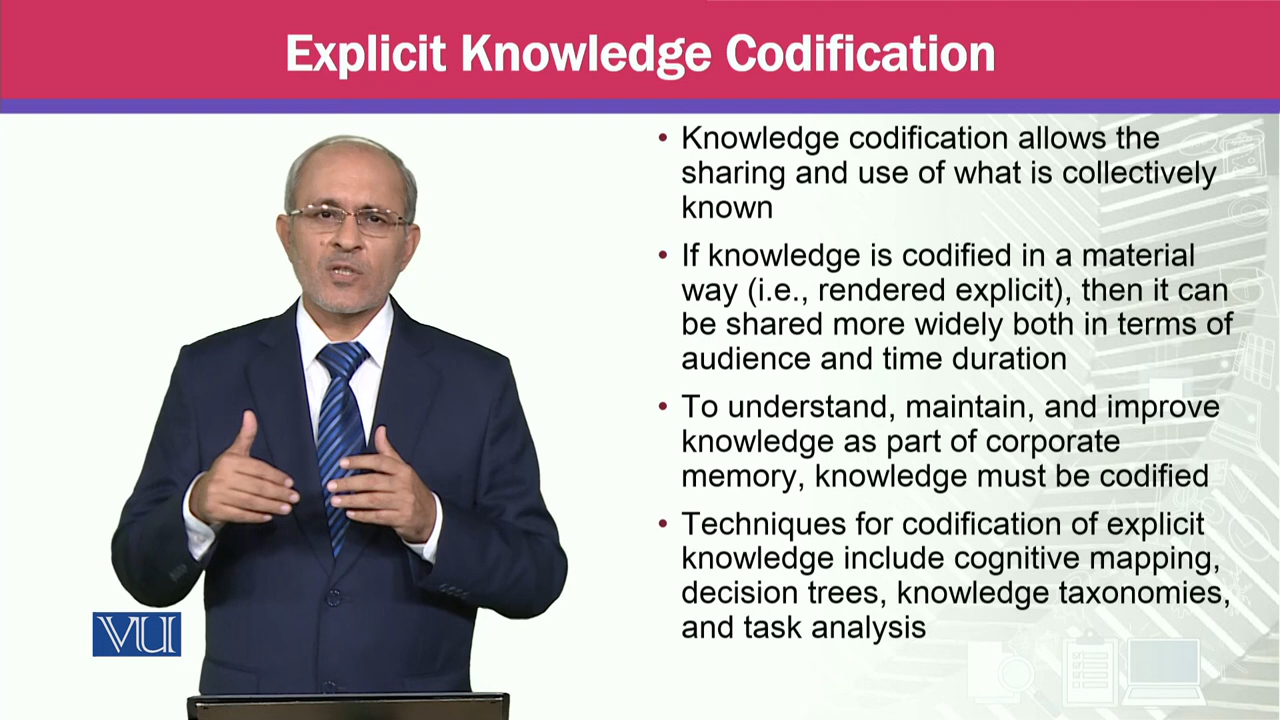 Explicit Knowledge Codification
• Knowledge codification allows the
sharing and use of what is collectively
known
• If knowledge is codified in a material
way (i.e., rendered explicit), then it can
be shared more widely both in terms of
audience and time duration
• To understand, maintain, and improve
knowledge as part of corporate
memory, knowledge must be codified
• Techniques for codification of explicit
knowledge include cognitive mapping,
decision trees, knowledge taxonomies,
and task analysis
VU